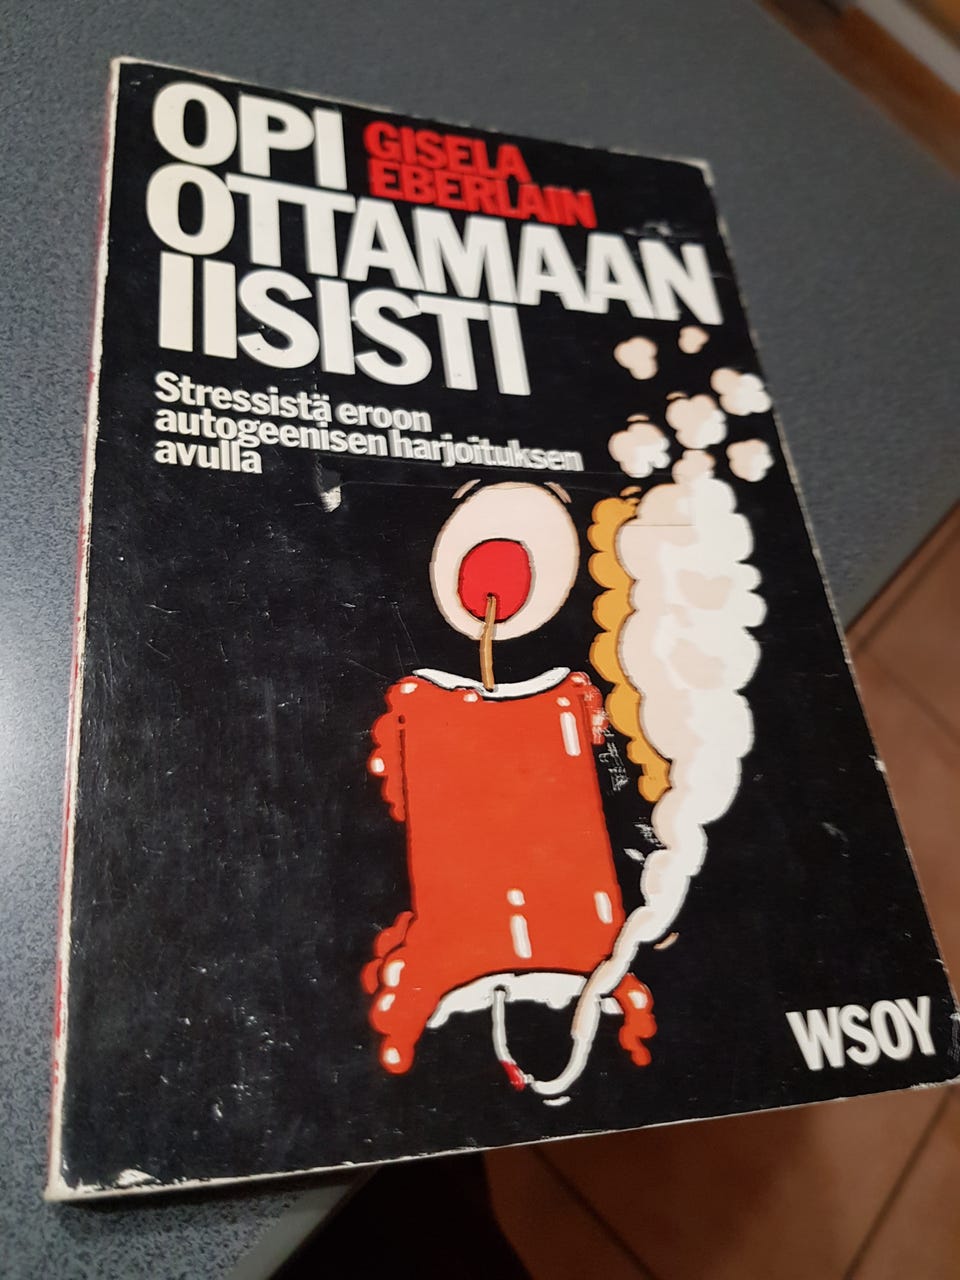 OPI
GISELA
EBERLAIN
OTTAMAAN
IISISTI
Stressistä eroon
autogeenisen harjoituksen
avulla
WSOY